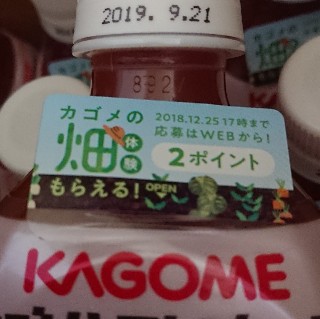 2019. 9.21
892
カゴメの
畑体験
もらえる!
2018.12.25 17時まで
応募はWEBから!
2ポイント
OPEN
KAGOME